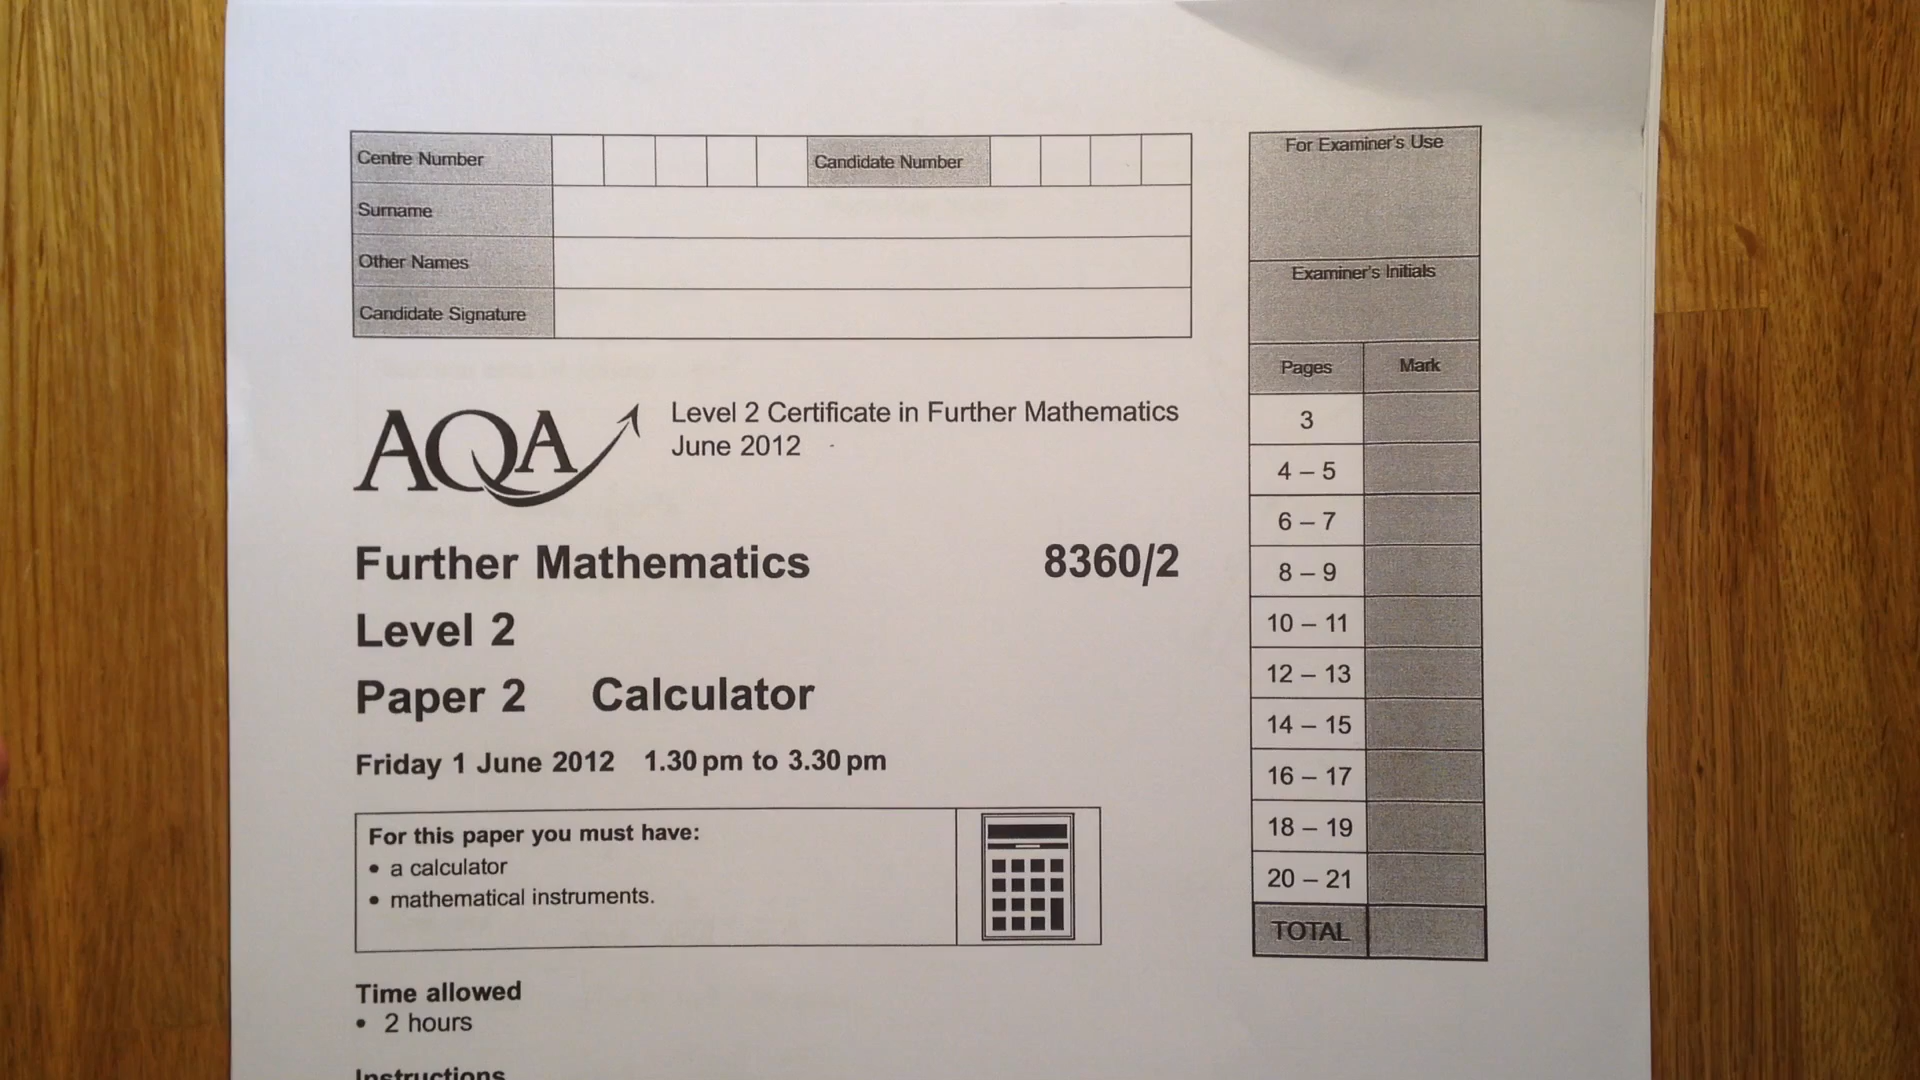 Centre Number
Candidate Number
Surname
Other Names
Candidate Signature
For Examiner's Use
Examiner's Initials
Pages Mark
3
4 – 5
6 – 7
8 – 9
10 – 11
12 – 13
14 – 15
16 – 17
18 – 19
20 – 21
TOTAL
AQA
Level 2 Certificate in Further Mathematics
June 2012
Further Mathematics 8360/2
Level 2
Paper 2 Calculator
Friday 1 June 2012 1.30 pm to 3.30 pm
For this paper you must have:
• a calculator
• mathematical instruments.
Time allowed
• 2 hours
Instructions